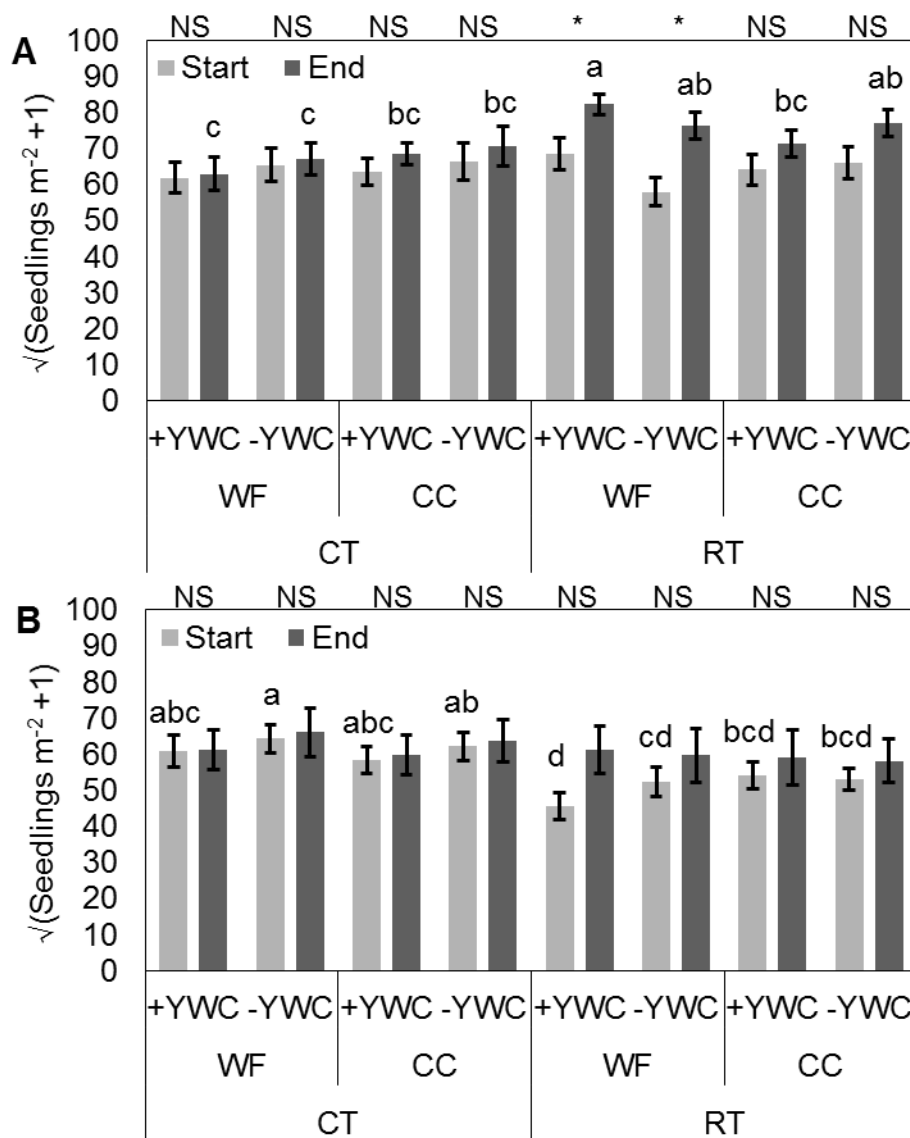 A
NS NS NS NS * * NS NS
100
Start End
90
a
80
ab ab
c c bc bc bc
70
60
50
40
30
20
10
0
√(Seedlings m⁻² +1)
+YWC -YWC +YWC -YWC +YWC -YWC +YWC -YWC
WF CC WF CC
CT RT
B
NS NS NS NS NS NS NS NS
100
Start End
90
80
70
abc a abc ab d cd bcd bcd
60
50
40
30
20
10
0
√(Seedlings m⁻² +1)
+YWC -YWC +YWC -YWC +YWC -YWC +YWC -YWC
WF CC WF CC
CT RT